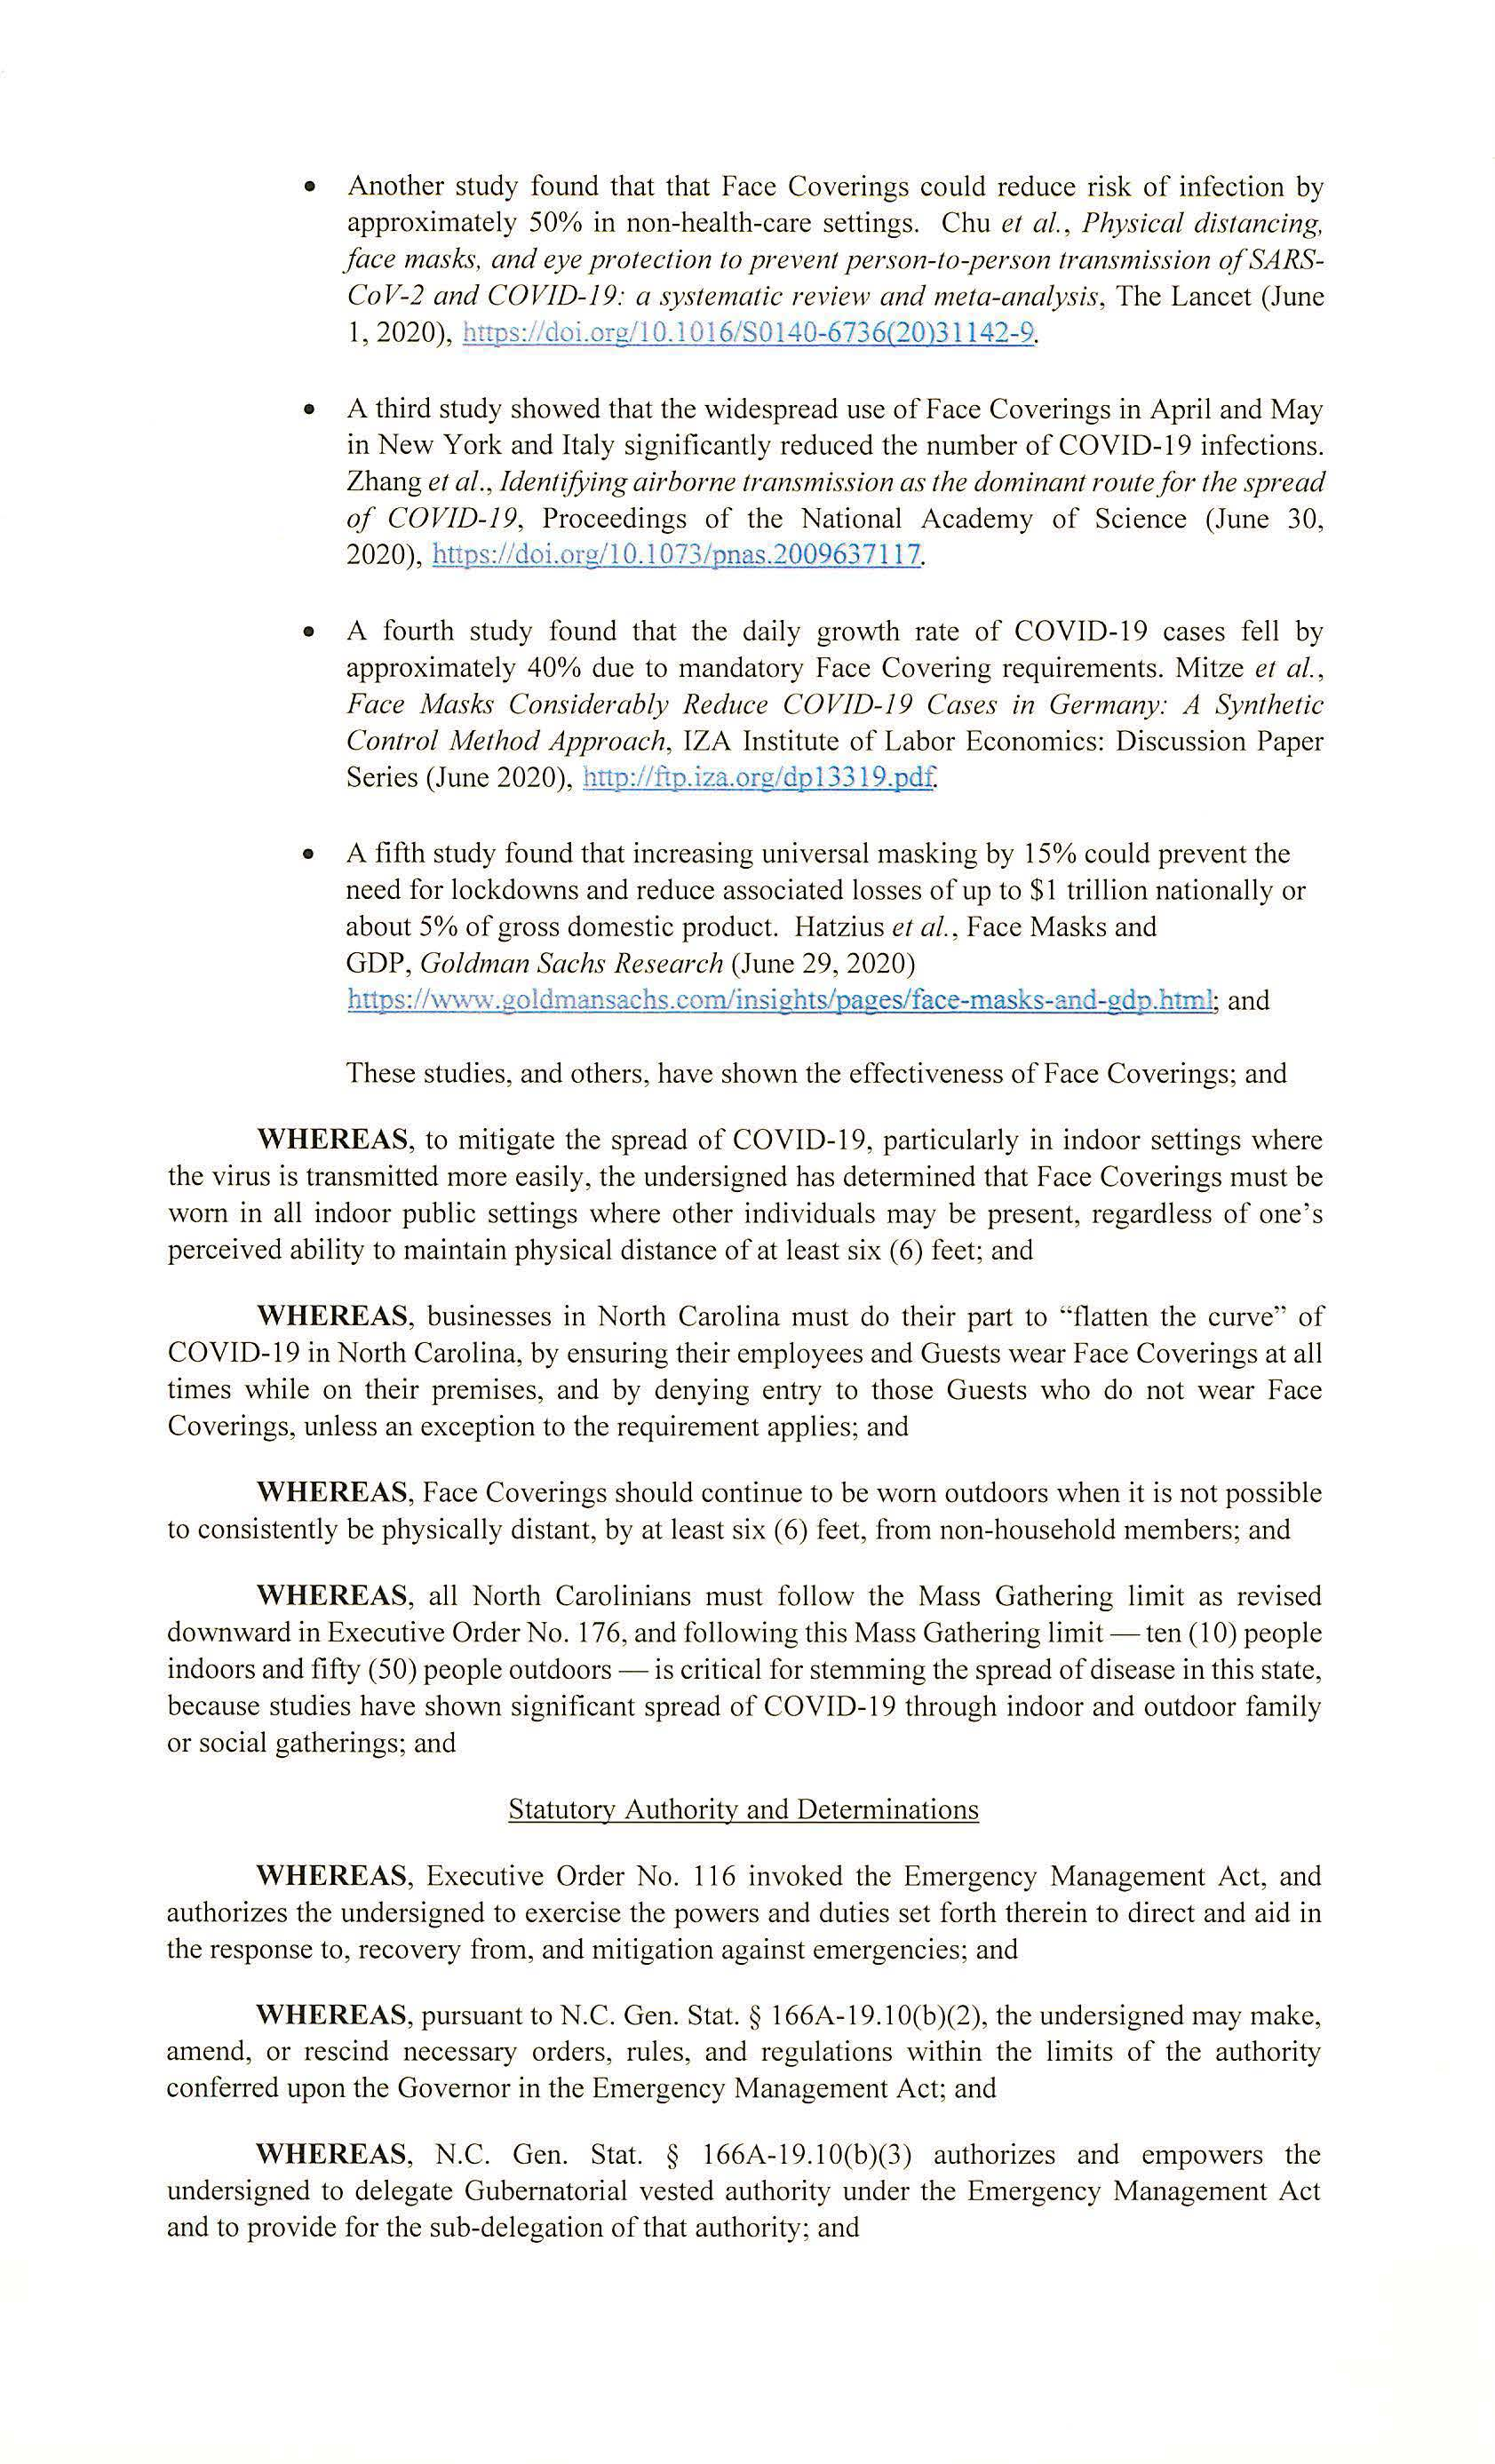 • Another study found that that Face Coverings could reduce risk of infection by
approximately 50% in non-health-care settings. Chu et al., Physical distancing,
face masks, and eye protection to prevent person-to-person transmission of SARS-
CoV-2 and COVID-19: a systematic review and meta-analysis, The Lancet (June
1, 2020), https://doi.org/10.1016/S0140-6736(20)31142-9.
• A third study showed that the widespread use of Face Coverings in April and May
in New York and Italy significantly reduced the number of COVID-19 infections.
Zhang et al., Identifying airborne transmission as the dominant route for the spread
of COVID-19, Proceedings of the National Academy of Science (June 30,
2020), https://doi.org/10.1073/pnas.2009637117.
• A fourth study found that the daily growth rate of COVID-19 cases fell by
approximately 40% due to mandatory Face Covering requirements. Mitze et al.,
Face Masks Considerably Reduce COVID-19 Cases in Germany: A Synthetic
Control Method Approach, IZA Institute of Labor Economics: Discussion Paper
Series (June 2020), http://ftp.iza.org/dp13319.pdf.
• A fifth study found that increasing universal masking by 15% could prevent the
need for lockdowns and reduce associated losses of up to $1 trillion nationally or
about 5% of gross domestic product. Hatzius et al., Face Masks and
GDP, Goldman Sachs Research (June 29, 2020)
https://www.goldmansachs.com/insights/pages/face-masks-and-gdp.html; and
These studies, and others, have shown the effectiveness of Face Coverings; and
WHEREAS, to mitigate the spread of COVID-19, particularly in indoor settings where
the virus is transmitted more easily, the undersigned has determined that Face Coverings must be
worn in all indoor public settings where other individuals may be present, regardless of one's
perceived ability to maintain physical distance of at least six (6) feet; and
WHEREAS, businesses in North Carolina must do their part to “flatten the curve” of
COVID-19 in North Carolina, by ensuring their employees and Guests wear Face Coverings at all
times while on their premises, and by denying entry to those Guests who do not wear Face
Coverings, unless an exception to the requirement applies; and
WHEREAS, Face Coverings should continue to be worn outdoors when it is not possible
to consistently be physically distant, by at least six (6) feet, from non-household members; and
WHEREAS, all North Carolinians must follow the Mass Gathering limit as revised
downward in Executive Order No. 176, and following this Mass Gathering limit — ten (10) people
indoors and fifty (50) people outdoors — is critical for stemming the spread of disease in this state,
because studies have shown significant spread of COVID-19 through indoor and outdoor family
or social gatherings; and
Statutory Authority and Determinations
WHEREAS, Executive Order No. 116 invoked the Emergency Management Act, and
authorizes the undersigned to exercise the powers and duties set forth therein to direct and aid in
the response to, recovery from, and mitigation against emergencies; and
WHEREAS, pursuant to N.C. Gen. Stat. § 166A-19.10(b)(2), the undersigned may make,
amend, or rescind necessary orders, rules, and regulations within the limits of the authority
conferred upon the Governor in the Emergency Management Act; and
WHEREAS, N.C. Gen. Stat. § 166A-19.10(b)(3) authorizes and empowers the
undersigned to delegate Gubernatorial vested authority under the Emergency Management Act
and to provide for the sub-delegation of that authority; and